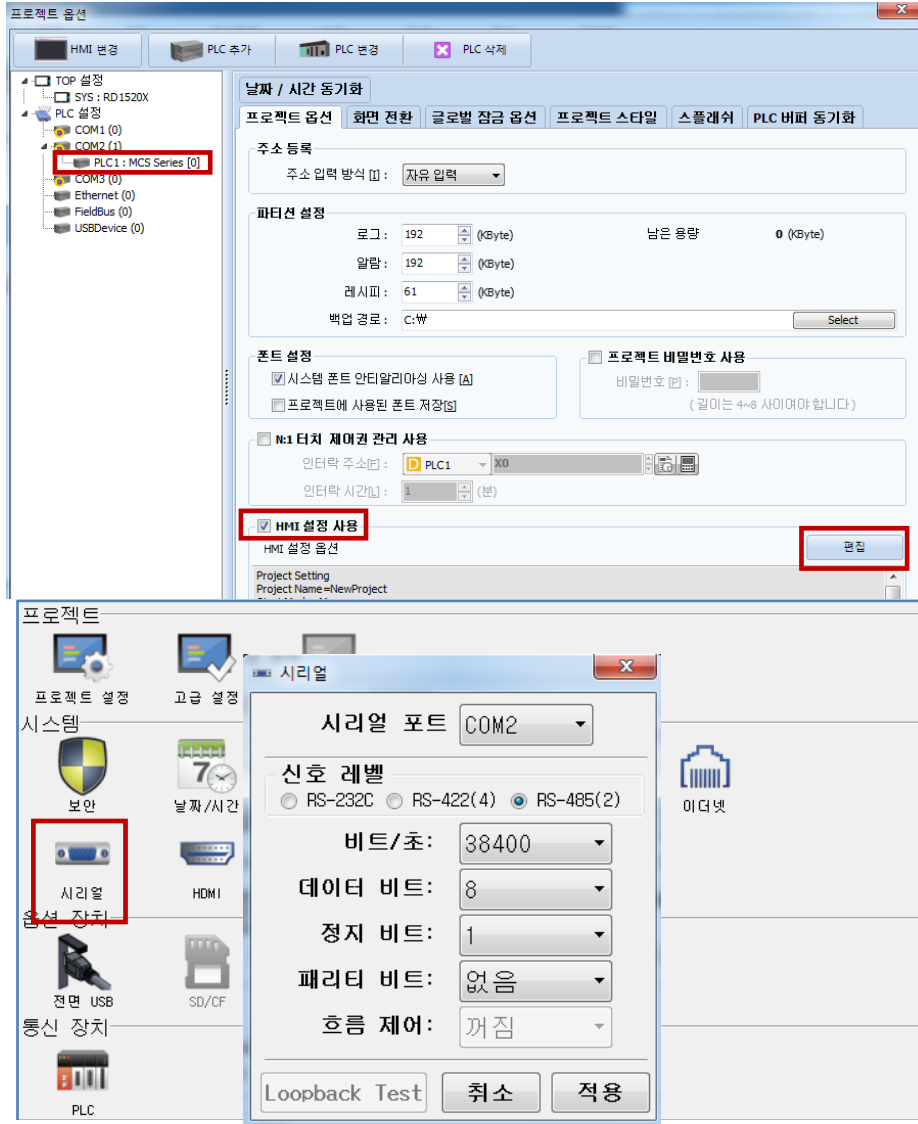 프로젝트 옵션
HMI 변경
PLC 추가
PLC 변경
PLC 삭제
TOP 설정
SYS : RD1520X
PLC 설정
COM1 (0)
COM2 (1)
PLC1 : MCS Series [0]
COM3 (0)
Ethernet (0)
FieldBus (0)
USBDevice (0)
날짜 / 시간 동기화
프로젝트 옵션 화면 전환 글로벌 잠금 옵션 프로젝트 스타일 스플래쉬 PLC 버퍼 동기화
주소 등록
주소 입력 방식 [I] : 자유 입력
파티션 설정
로그 : 192 (KByte) 남은 용량 0 (KByte)
알람 : 192 (KByte)
레시피 : 61 (KByte)
백업 경로 : C:₩ Select
폰트 설정
시스템 폰트 안티알리아싱 사용 [A]
프로젝트에 사용된 폰트 저장[S]
프로젝트 비밀번호 사용
비밀번호 [P] :
(길이는 4~8 사이여야 합니다)
N:1 터치 제어권 관리 사용
인터락 주소[F] : D PLC1 X0
인터락 시간[L] : 1 (분)
HMI 설정 사용
HMI 설정 옵션 편집
Project Setting
Project Name=NewProject
프로젝트
프로젝트 설정 고급 설정
시스템
보안 날짜/시간 이더넷
시리얼 HDMI
옵션 장치
전면 USB SD/CF
통신 장치
PLC
시리얼
시리얼 포트 COM2
신호 레벨
RS-232C RS-422(4) RS-485(2)
비트/초: 38400
데이터 비트: 8
정지 비트: 1
패리티 비트: 없음
흐름 제어: 꺼짐
Loopback Test 취소 적용